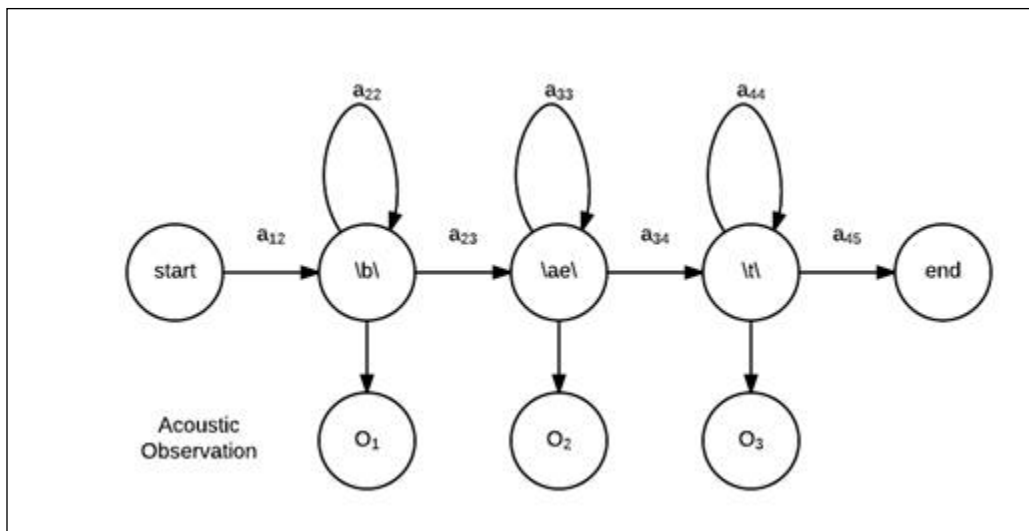 a₂₂ a₃₃ a₄₄
a₁₂ a₂₃ a₃₄ a₄₅
start \b\ \ae\ \t\ end
Acoustic
Observation
O₁ O₂ O₃